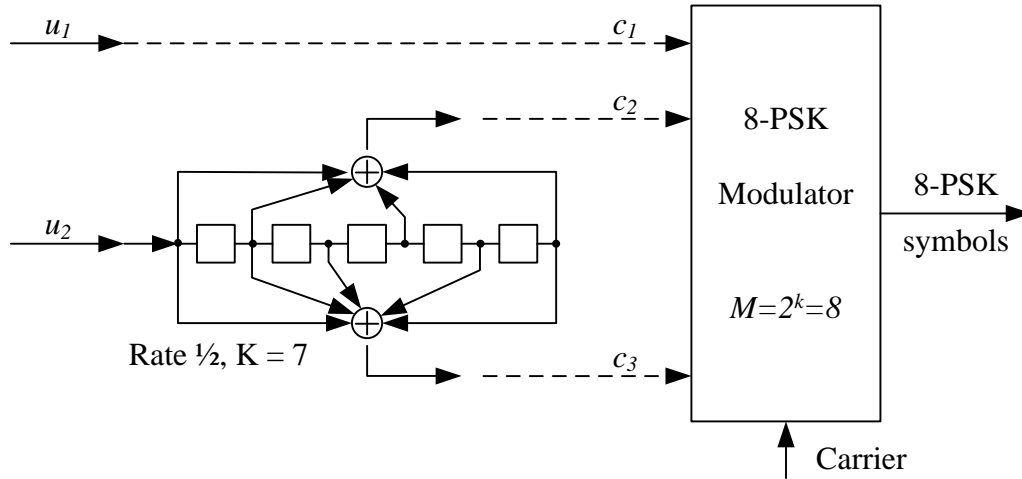 u₁
c₁
c₂
8-PSK
Modulator
8-PSK
symbols
u₂
M=2ᵏ=8
Rate ½, K = 7
c₃
Carrier